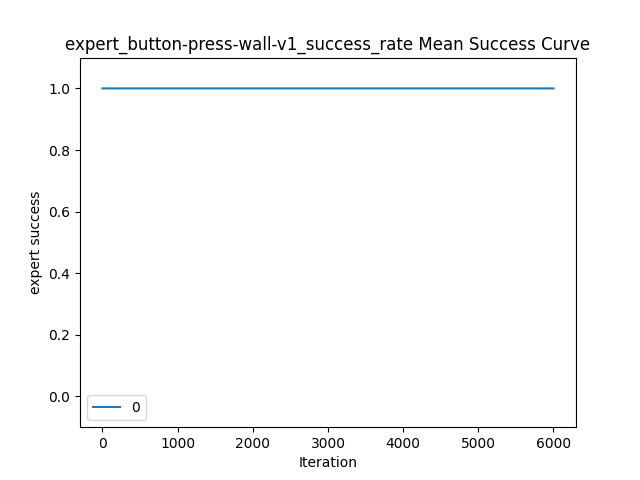 expert_button-press-wall-v1_success_rate Mean Success Curve
expert success
1.0
0.8
0.6
0.4
0.2
0.0
0
0 1000 2000 3000 4000 5000 6000
Iteration